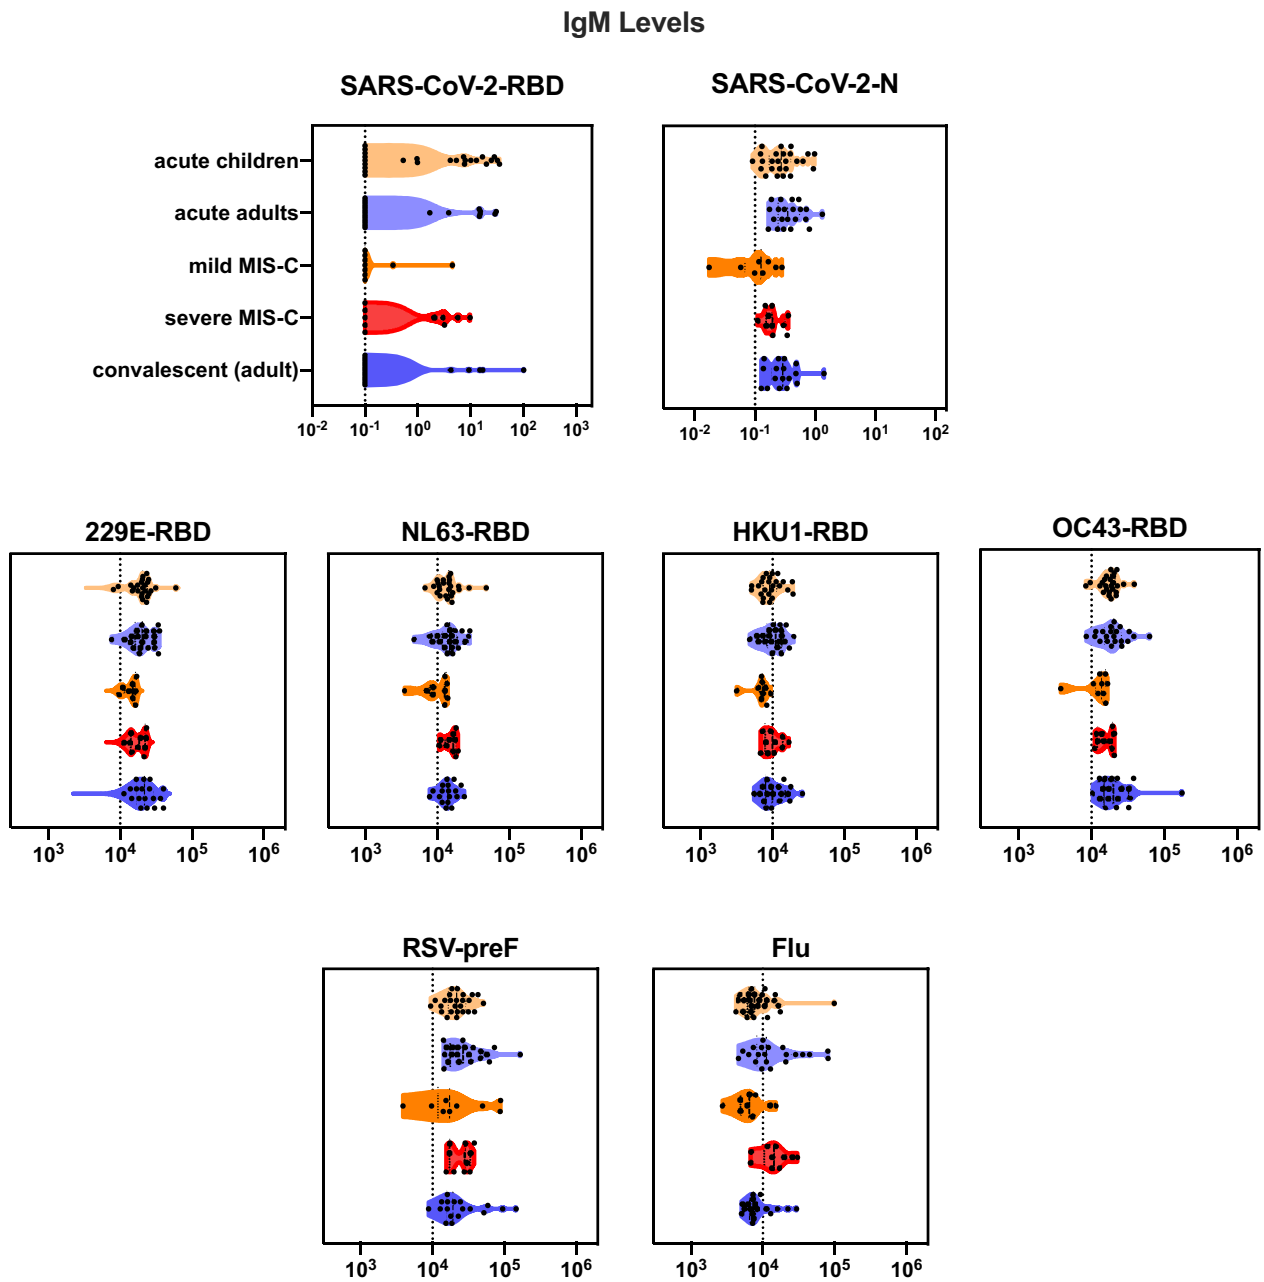 IgM Levels
SARS-CoV-2-RBD
SARS-CoV-2-N
acute children
acute adults
mild MIS-C
severe MIS-C
convalescent (adult)
10-2 10-1 100 101 102 103
10-2 10-1 100 101 102
229E-RBD
NL63-RBD
HKU1-RBD
OC43-RBD
103 104 105 106
103 104 105 106
103 104 105 106
103 104 105 106
RSV-preF
Flu
103 104 105 106
103 104 105 106